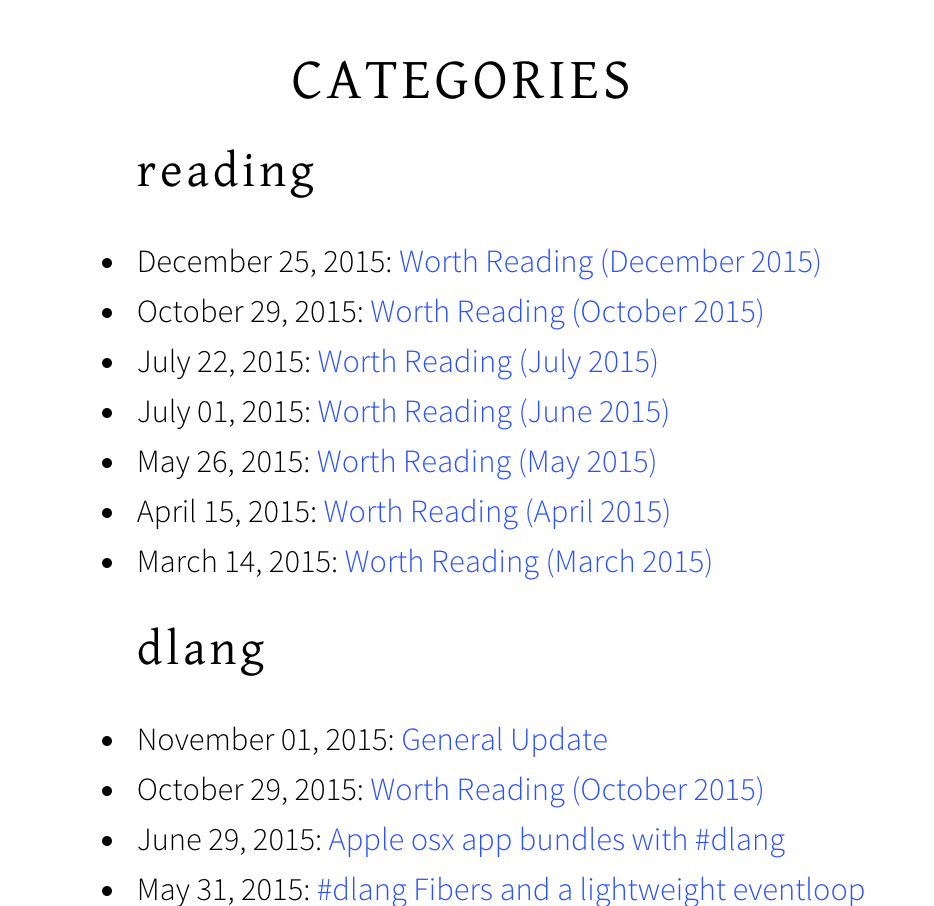 CATEGORIES
reading
• December 25, 2015: Worth Reading (December 2015)
• October 29, 2015: Worth Reading (October 2015)
• July 22, 2015: Worth Reading (July 2015)
• July 01, 2015: Worth Reading (June 2015)
• May 26, 2015: Worth Reading (May 2015)
• April 15, 2015: Worth Reading (April 2015)
• March 14, 2015: Worth Reading (March 2015)
dlang
• November 01, 2015: General Update
• October 29, 2015: Worth Reading (October 2015)
• June 29, 2015: Apple osx app bundles with #dlang
• May 31, 2015: #dlang Fibers and a lightweight eventloop